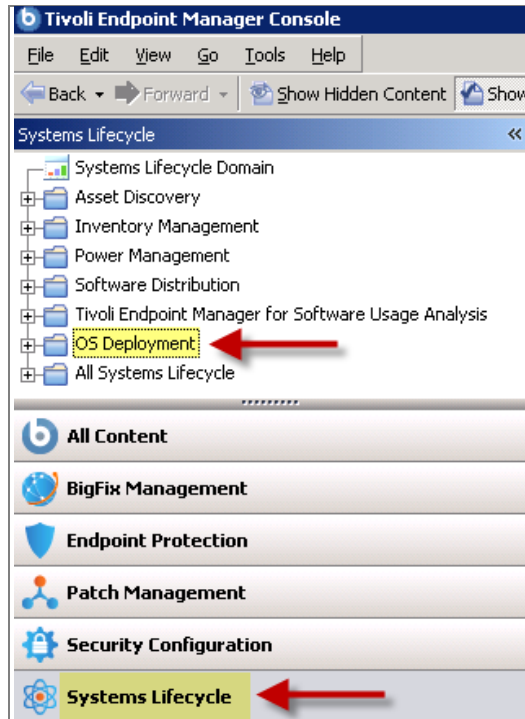 Tivoli Endpoint Manager Console
File Edit View Go Tools Help
Back Forward Show Hidden Content Show
Systems Lifecycle «
Systems Lifecycle Domain
Asset Discovery
Inventory Management
Power Management
Software Distribution
Tivoli Endpoint Manager for Software Usage Analysis
OS Deployment
All Systems Lifecycle
All Content
BigFix Management
Endpoint Protection
Patch Management
Security Configuration
Systems Lifecycle